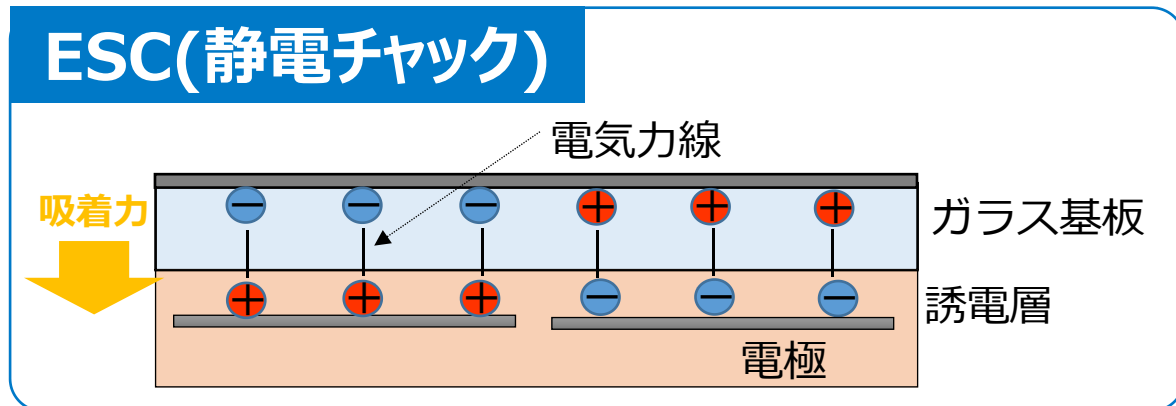 ESC(静電チャック)
電気力線
吸着力
ガラス基板
誘電層
電極